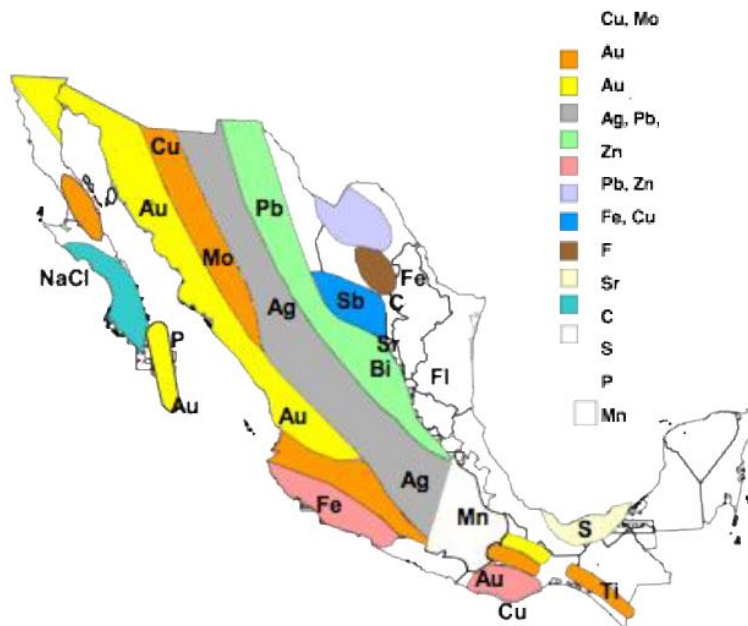 Cu, Mo
Au
Au
Ag, Pb,
Zn
Pb, Zn
Fe, Cu
F
Sr
C
S
P
Mn
Cu
Au
Pb
Mo
Fe
NaCl
Sb
C
Ag
P
Sr
Bi
Fl
Au
Au
Ag
Fe
Mn
S
Au
Ti
Cu